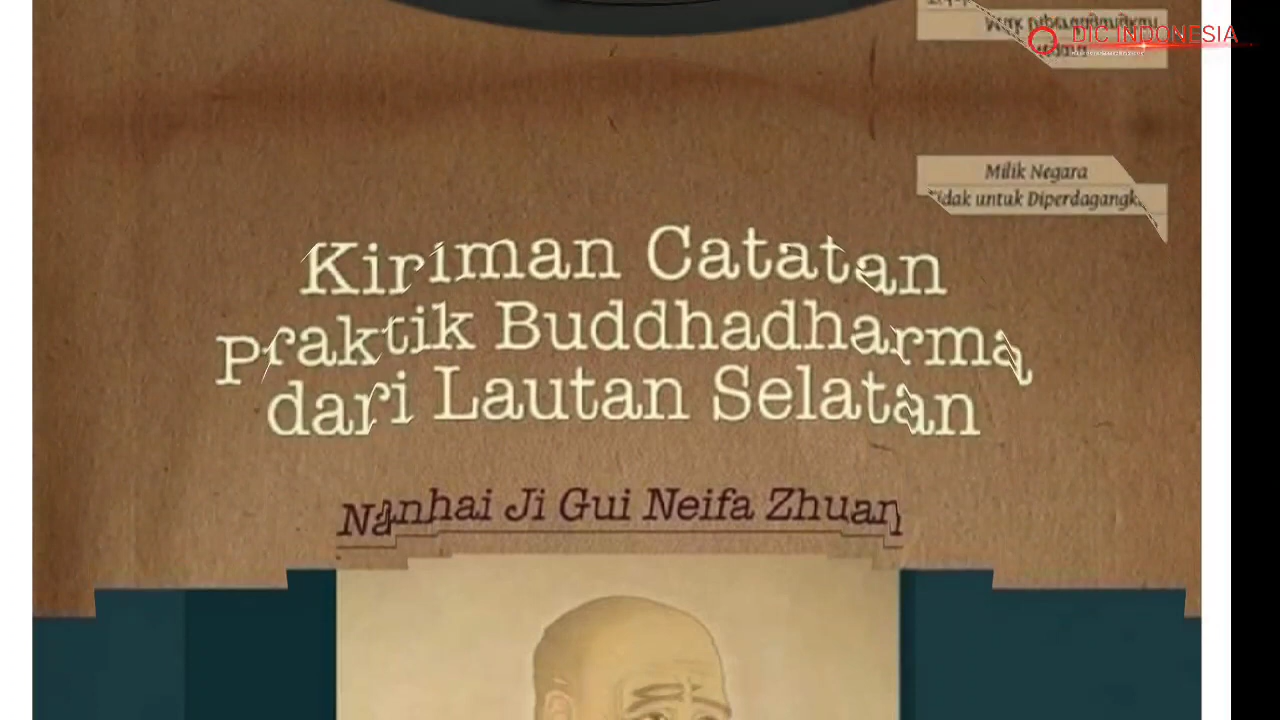 DIC INDONESIA
Milik Negara
Tidak untuk Diperdagangkan
Kiriman Catatan
Praktik Buddhadharma
dari Lautan Selatan
Nanhai Ji Gui Neifa Zhuan